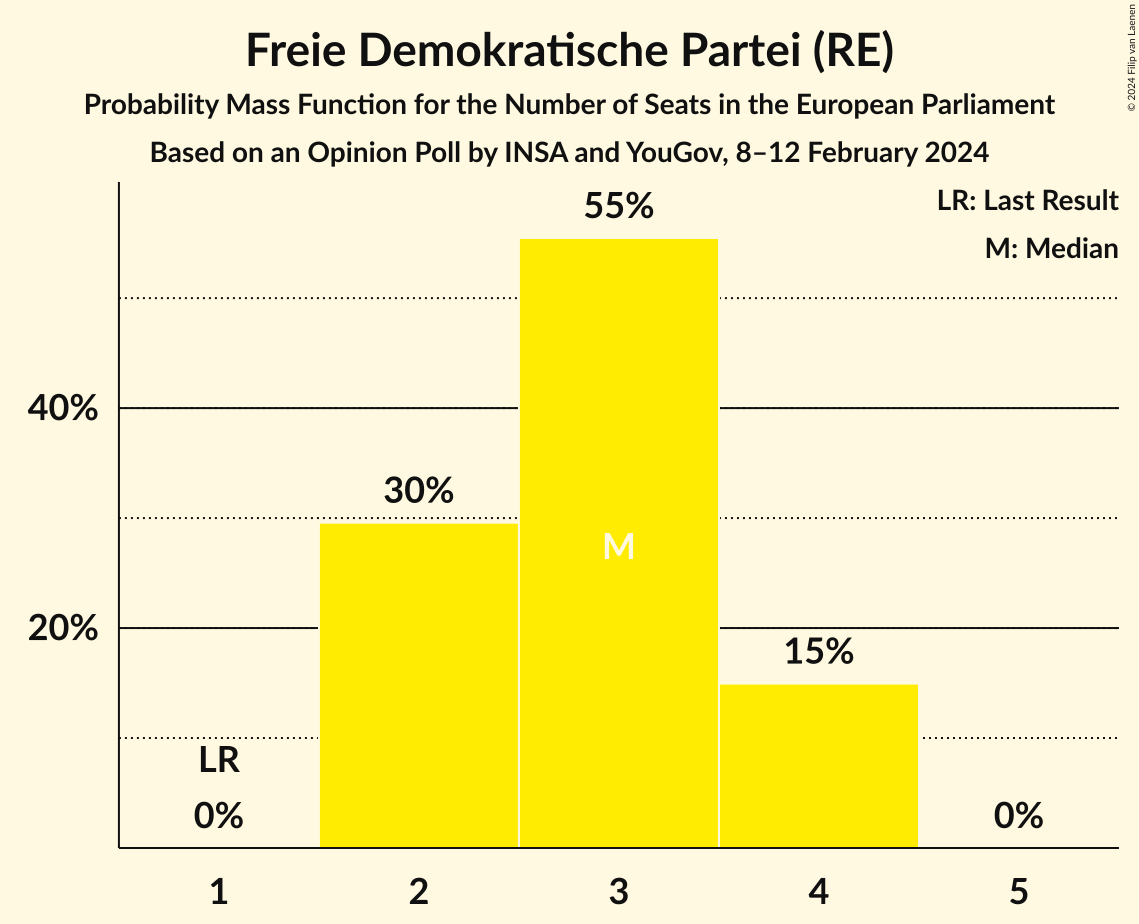 Freie Demokratische Partei (RE)
Probability Mass Function for the Number of Seats in the European Parliament
Based on an Opinion Poll by INSA and YouGov, 8–12 February 2024
© 2024 Filip van Laenen
LR: Last Result
M: Median
55%
40%
30%
M
20%
15%
LR
0%
0%
1 2 3 4 5